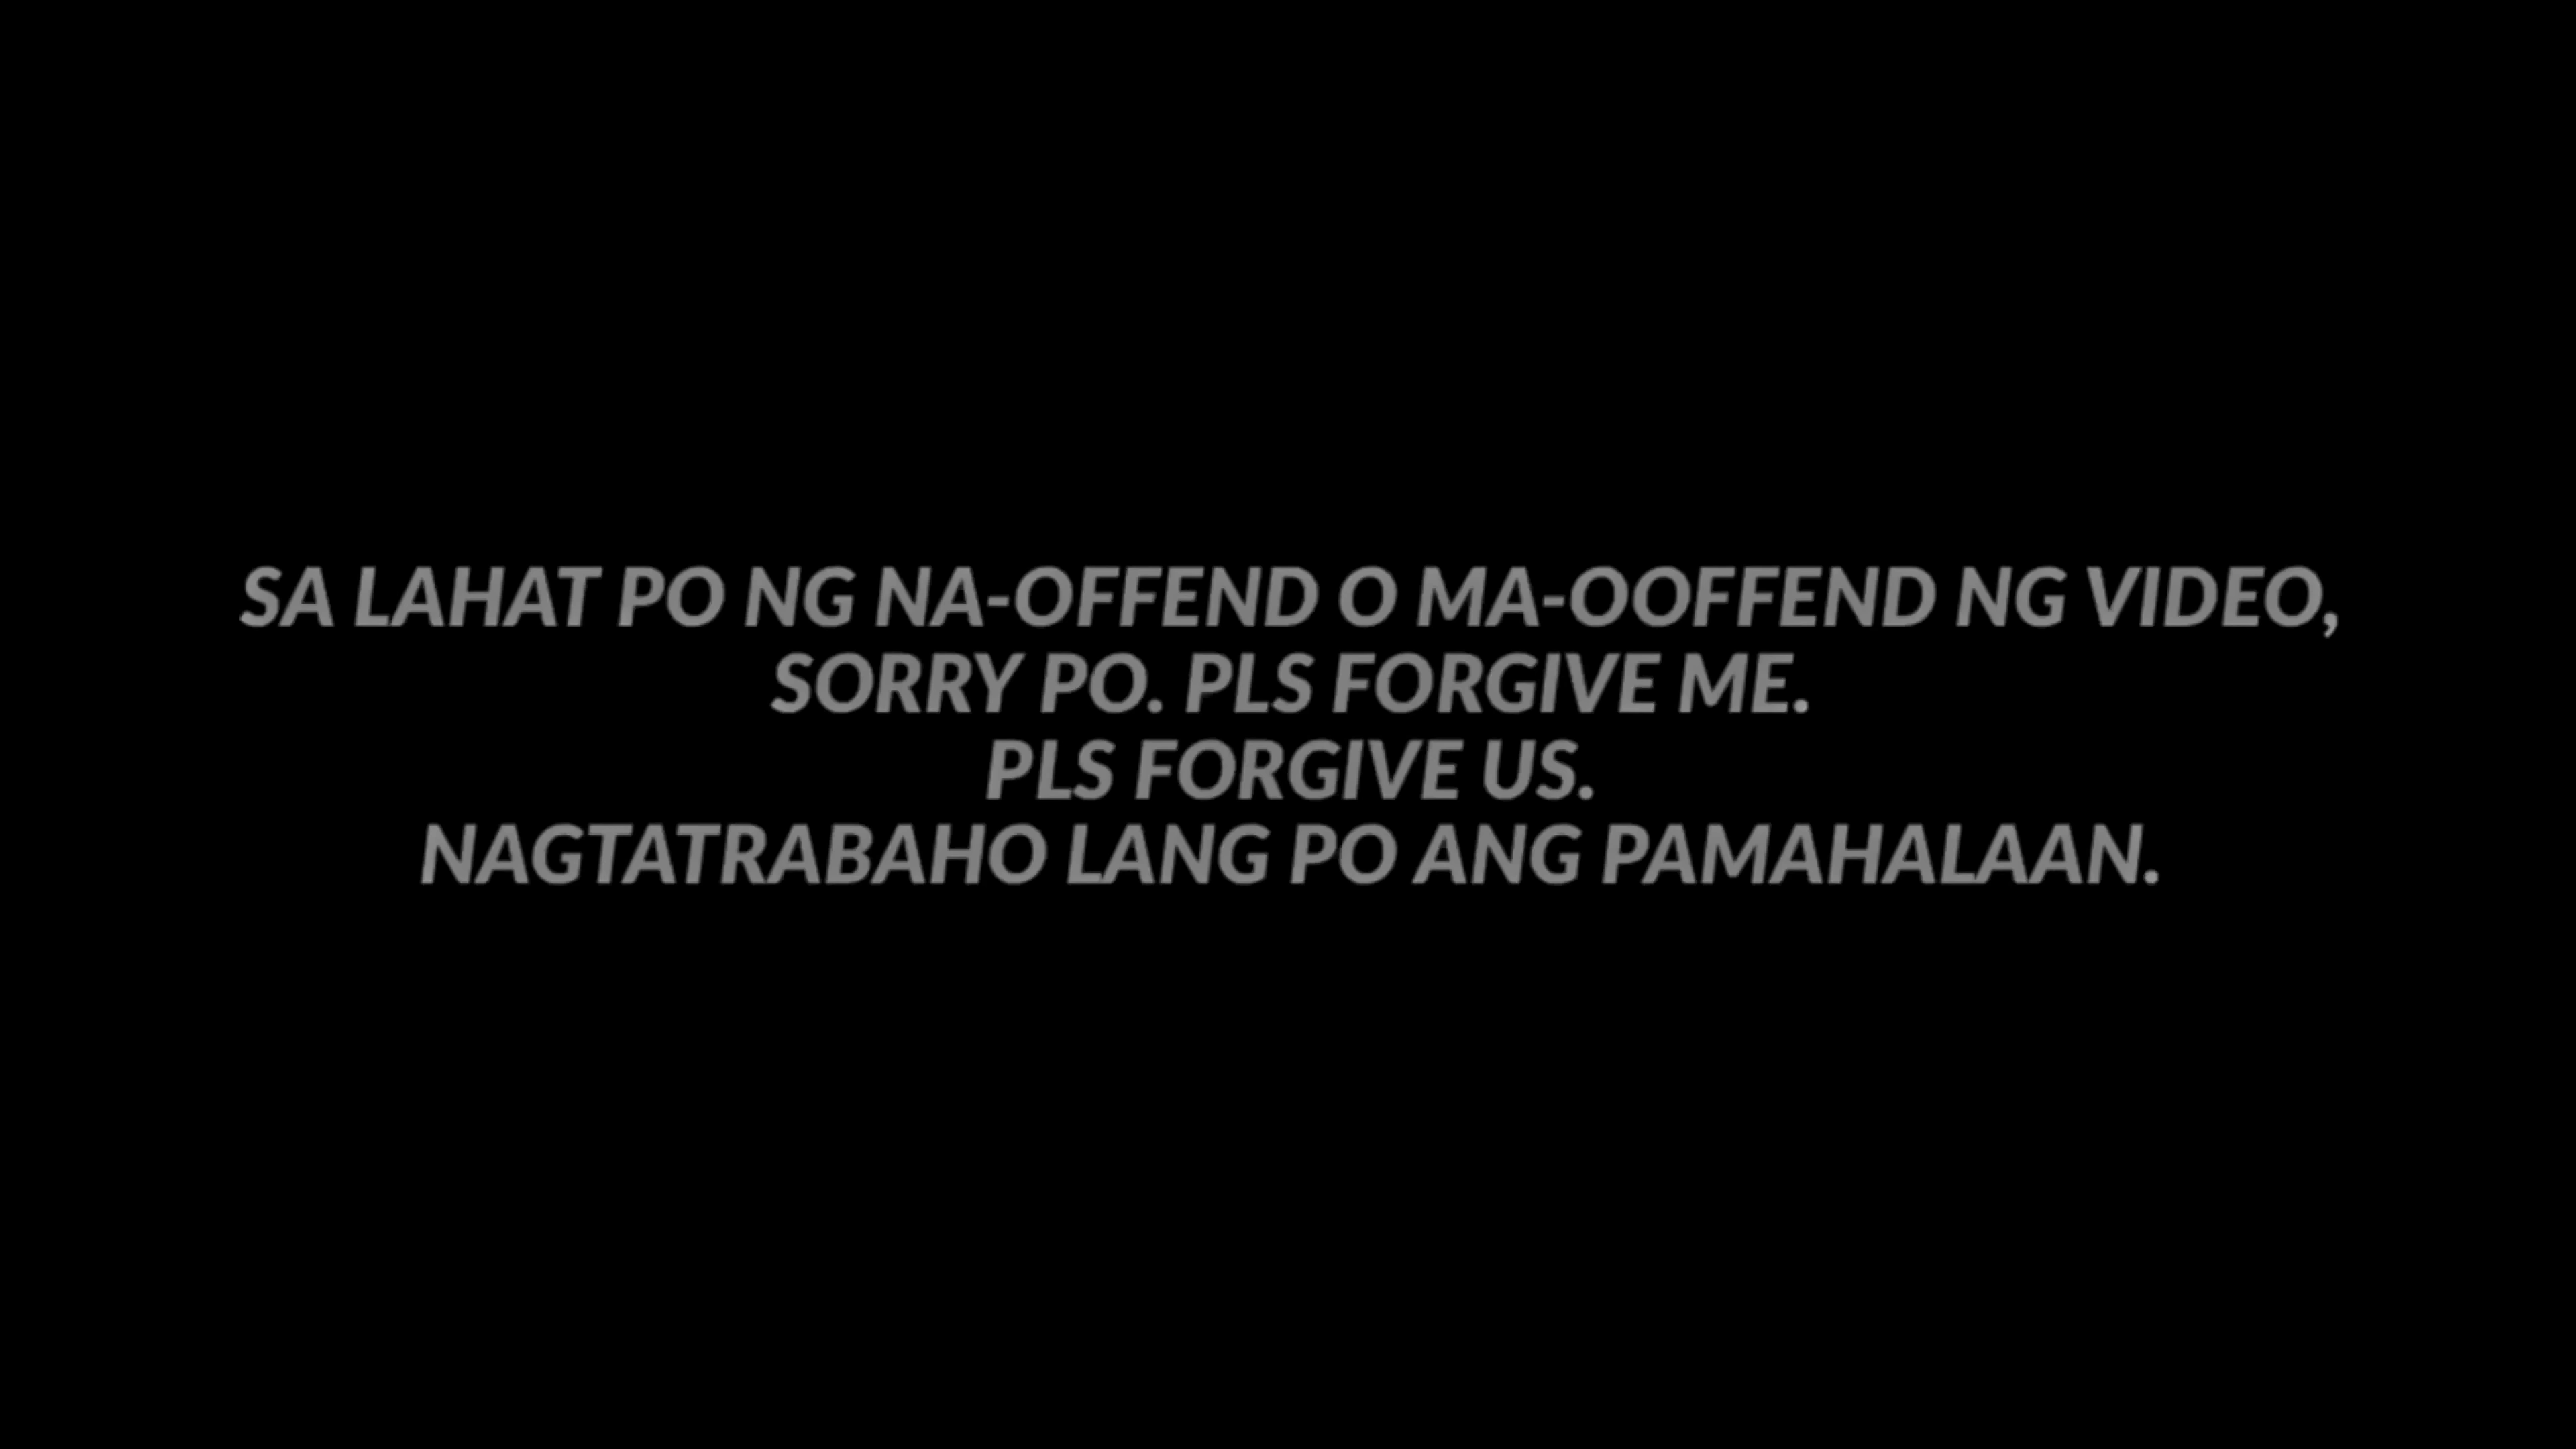 SA LAHAT PO NG NA-OFFEND O MA-OOFFEND NG VIDEO,
SORRY PO. PLS FORGIVE ME.
PLS FORGIVE US.
NAGTATRABAHO LANG PO ANG PAMAHALAAN.